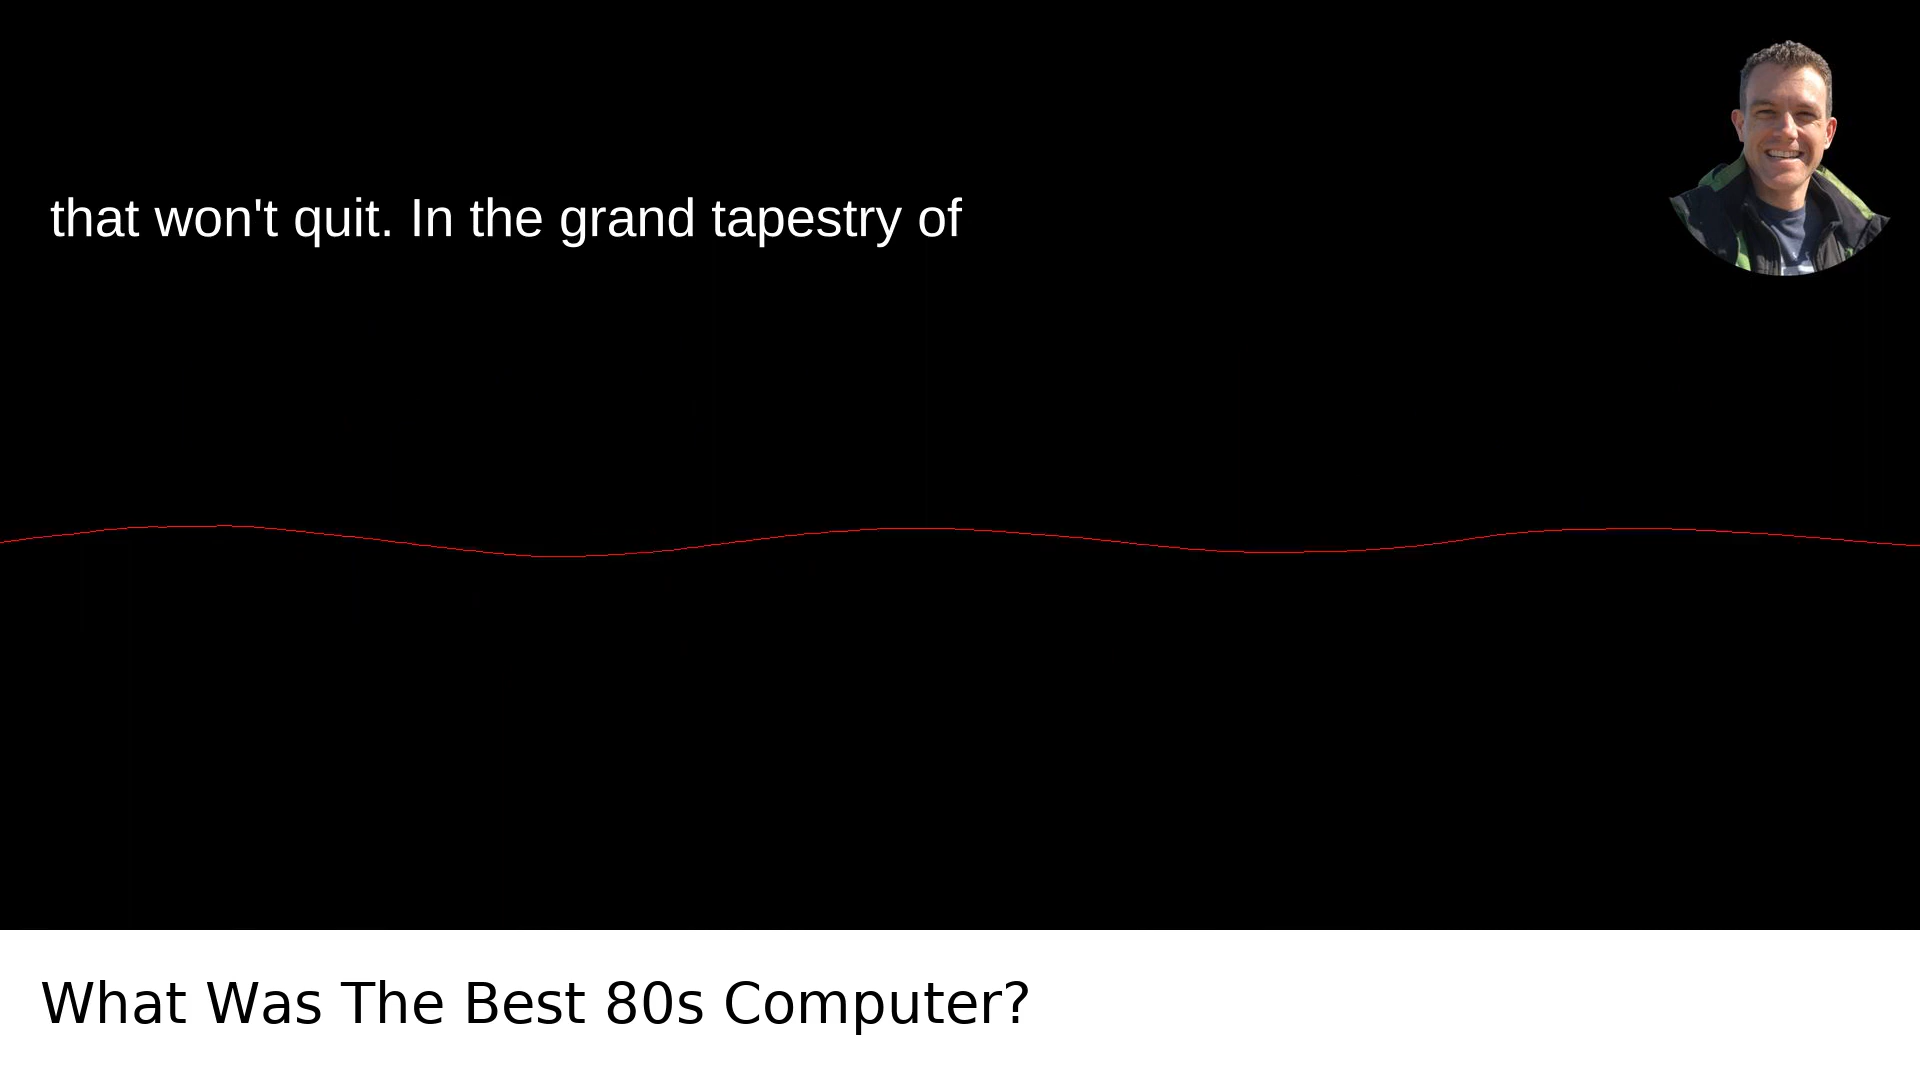 that won't quit. In the grand tapestry of
What Was The Best 80s Computer?